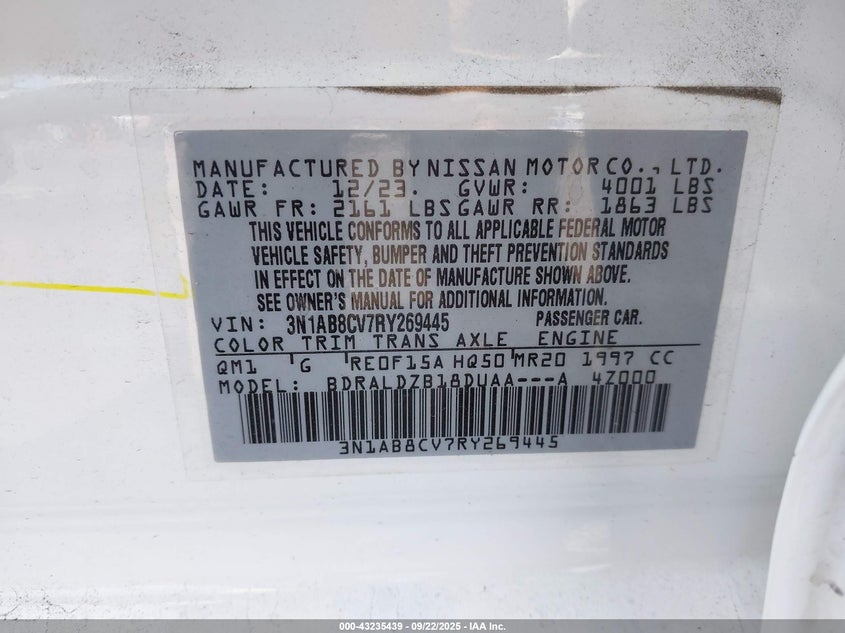 MANUFACTURED BY NISSAN MOTOR CO., LTD.
DATE: 12/23. GVWR: 4001 LBS
GAWR FR: 2161 LBS GAWR RR: 1863 LBS
THIS VEHICLE CONFORMS TO ALL APPLICABLE FEDERAL MOTOR
VEHICLE SAFETY, BUMPER AND THEFT PREVENTION STANDARDS
IN EFFECT ON THE DATE OF MANUFACTURE SHOWN ABOVE.
SEE OWNER'S MANUAL FOR ADDITIONAL INFORMATION.
VIN: 3N1AB8CV7RY269445 PASSENGER CAR.
COLOR TRIM TRANS AXLE ENGINE
QM1 G RE0F15A HQ50 MR20 1997 CC
MODEL: BDRALDZB18DUAA---A 4Z000
3N1AB8CV7RY269445
000-43235439 | 09/22/2025 - IAA Inc.